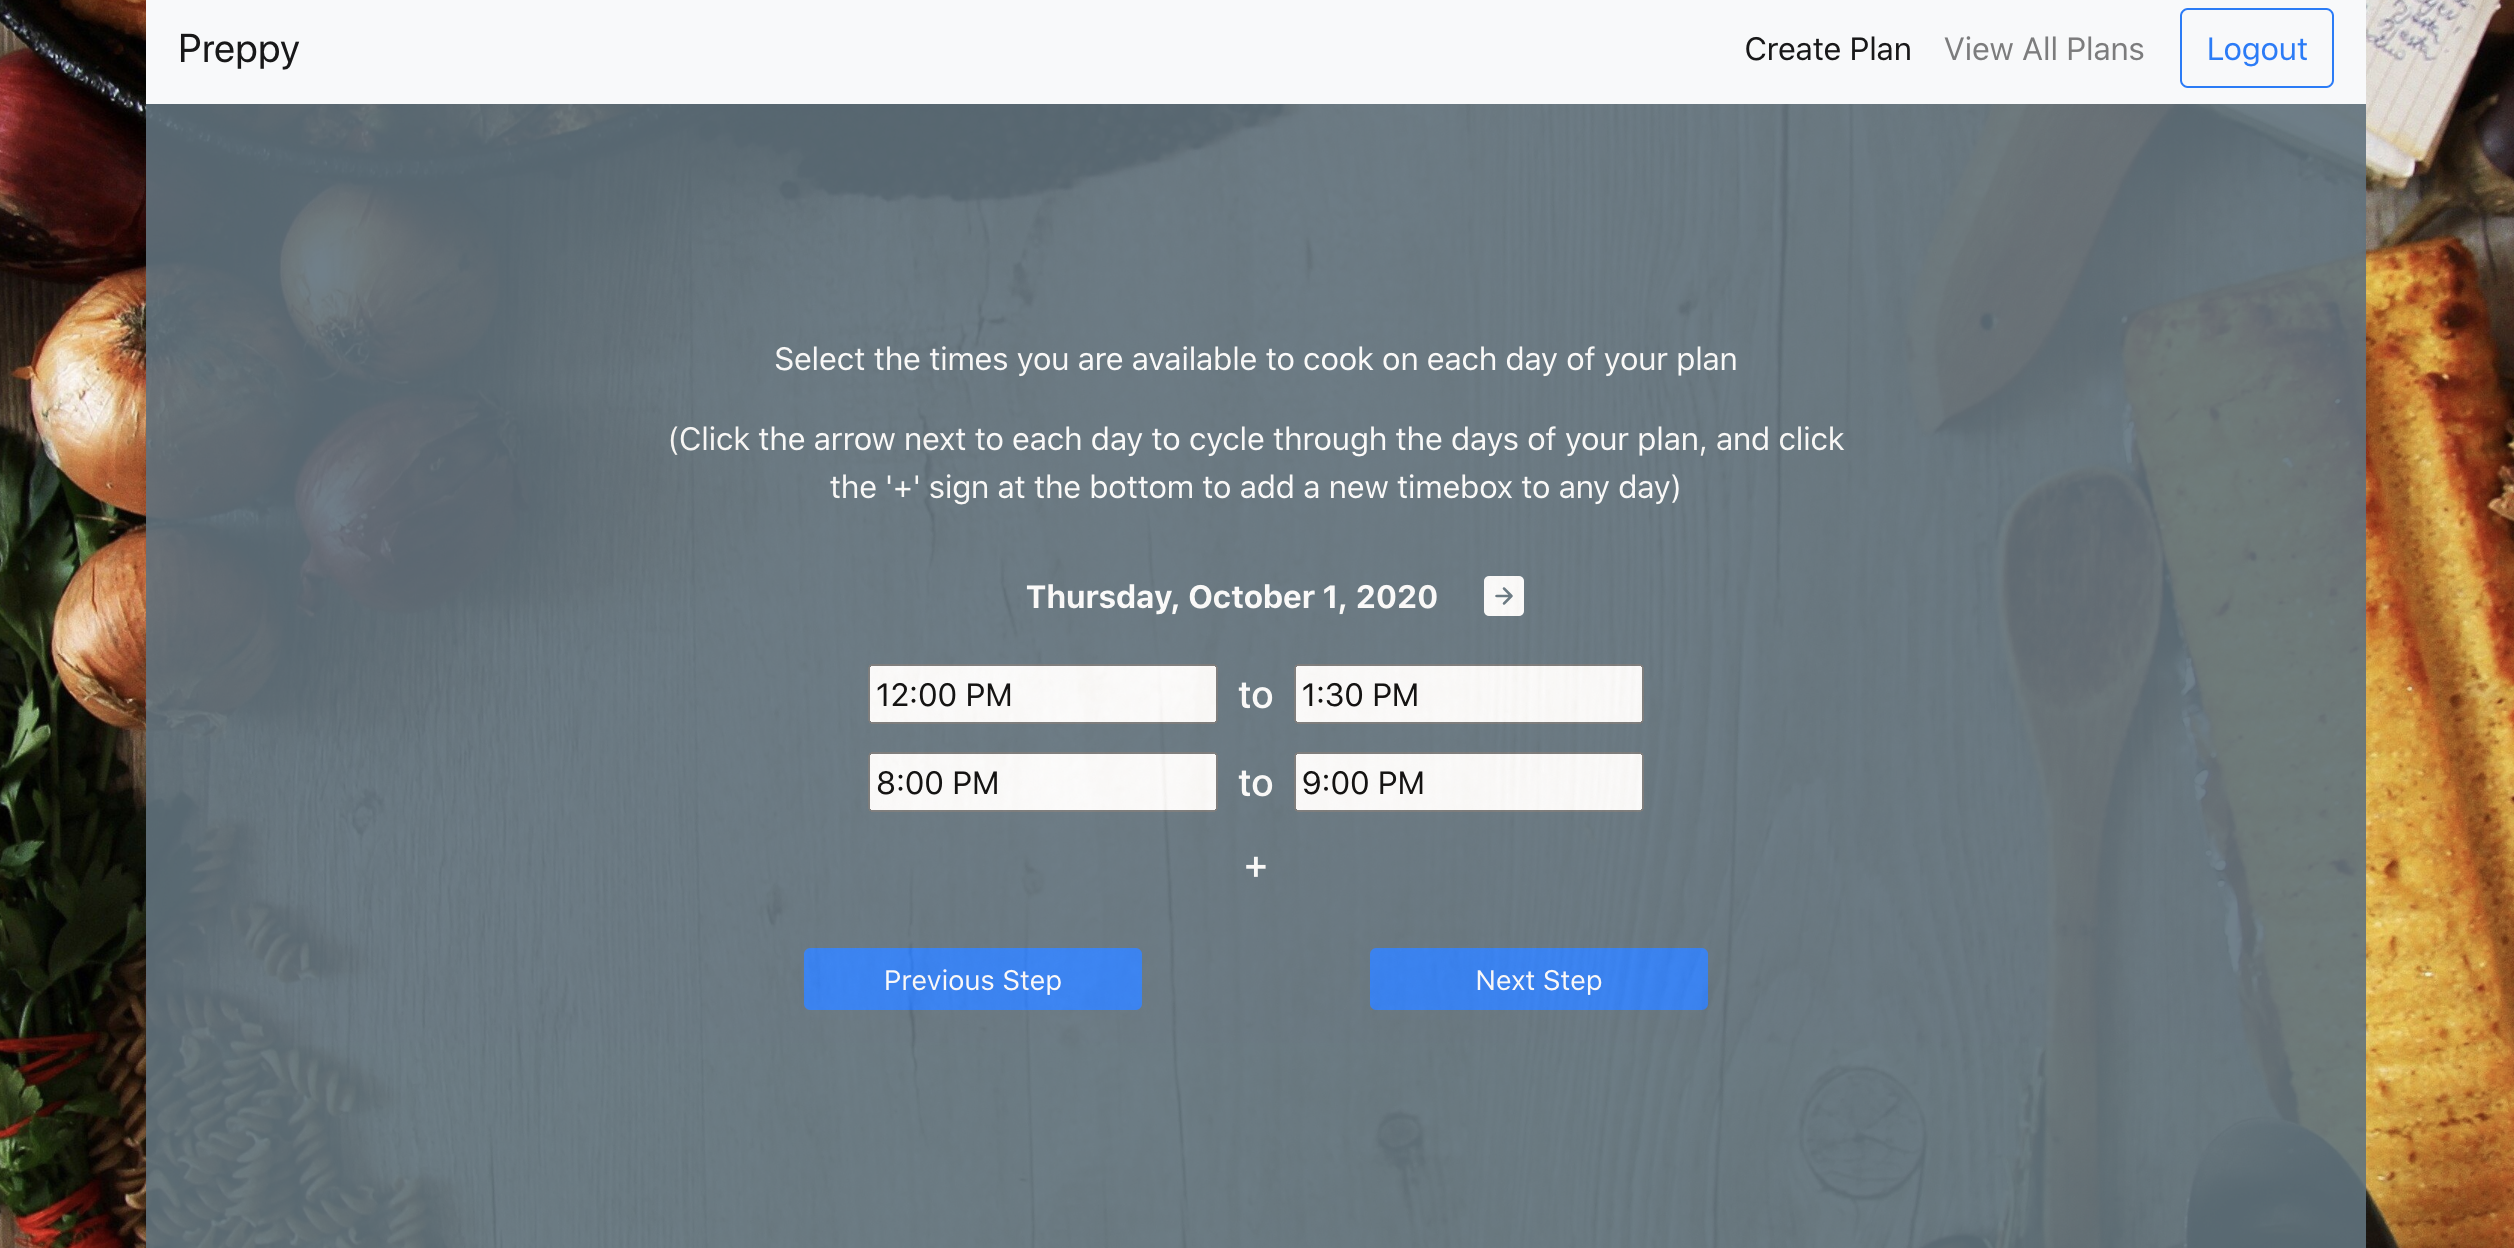 Preppy
Create Plan
View All Plans
Logout
Select the times you are available to cook on each day of your plan
(Click the arrow next to each day to cycle through the days of your plan, and click
the '+' sign at the bottom to add a new timebox to any day)
Thursday, October 1, 2020 →
12:00 PM to 1:30 PM
8:00 PM to 9:00 PM
+
Previous Step
Next Step